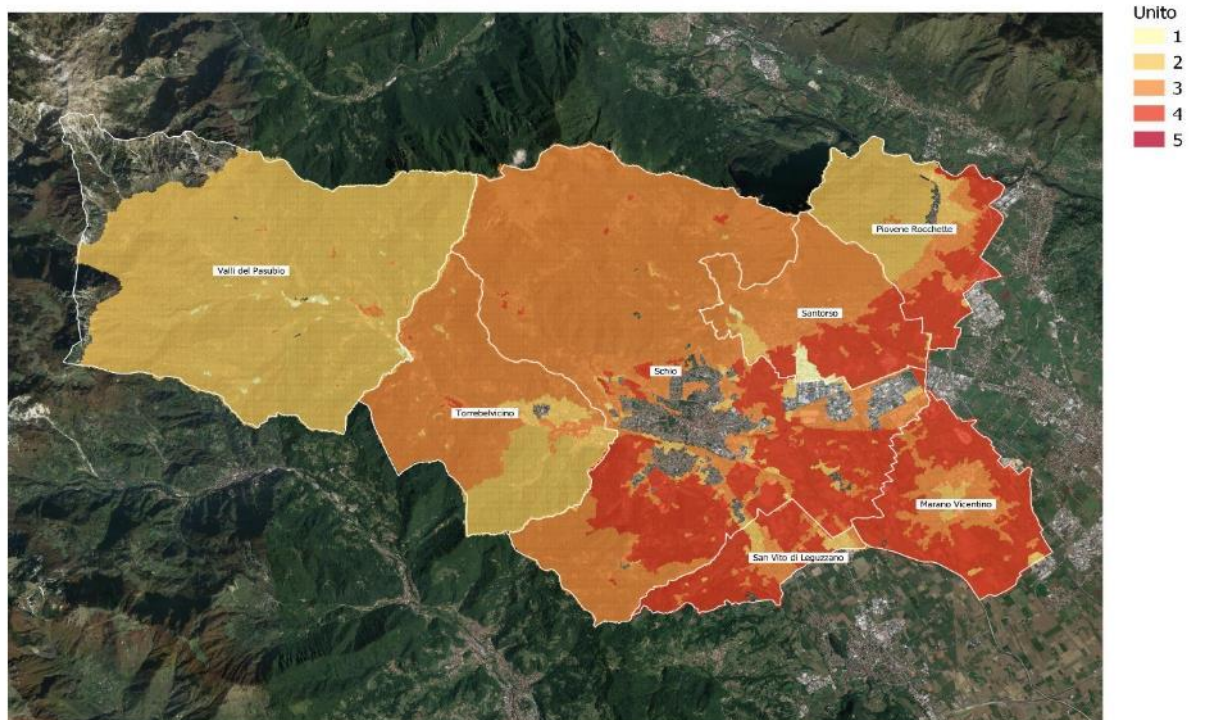 Unito
1
2
3
4
5
Piovene Rocchette
Valli del Pasubio
Santorso
Schio
Torrebelvicino
Marano Vicentino
San Vito di Leguzzano